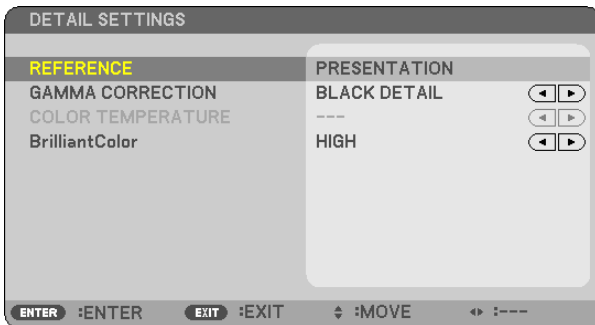 DETAIL SETTINGS
REFERENCE PRESENTATION
GAMMA CORRECTION BLACK DETAIL
COLOR TEMPERATURE ---
BrilliantColor HIGH
ENTER :ENTER EXIT :EXIT :MOVE :---